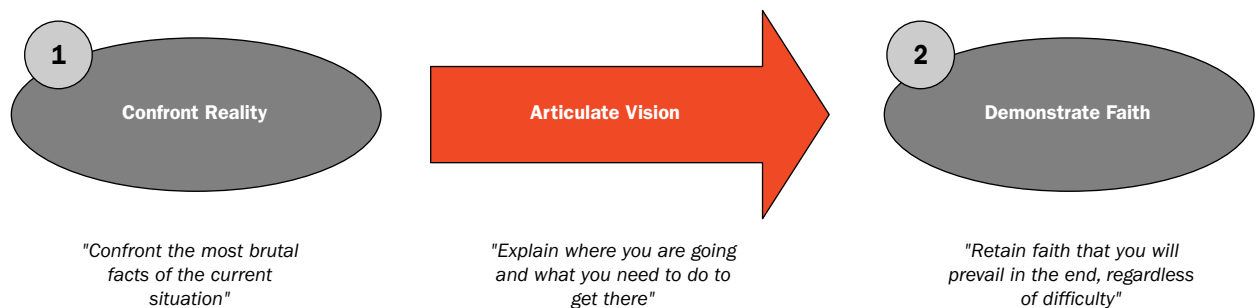 1
Confront Reality
Articulate Vision
2
Demonstrate Faith
"Confront the most brutal
facts of the current
situation"
"Explain where you are going
and what you need to do to
get there"
"Retain faith that you will
prevail in the end, regardless
of difficulty"